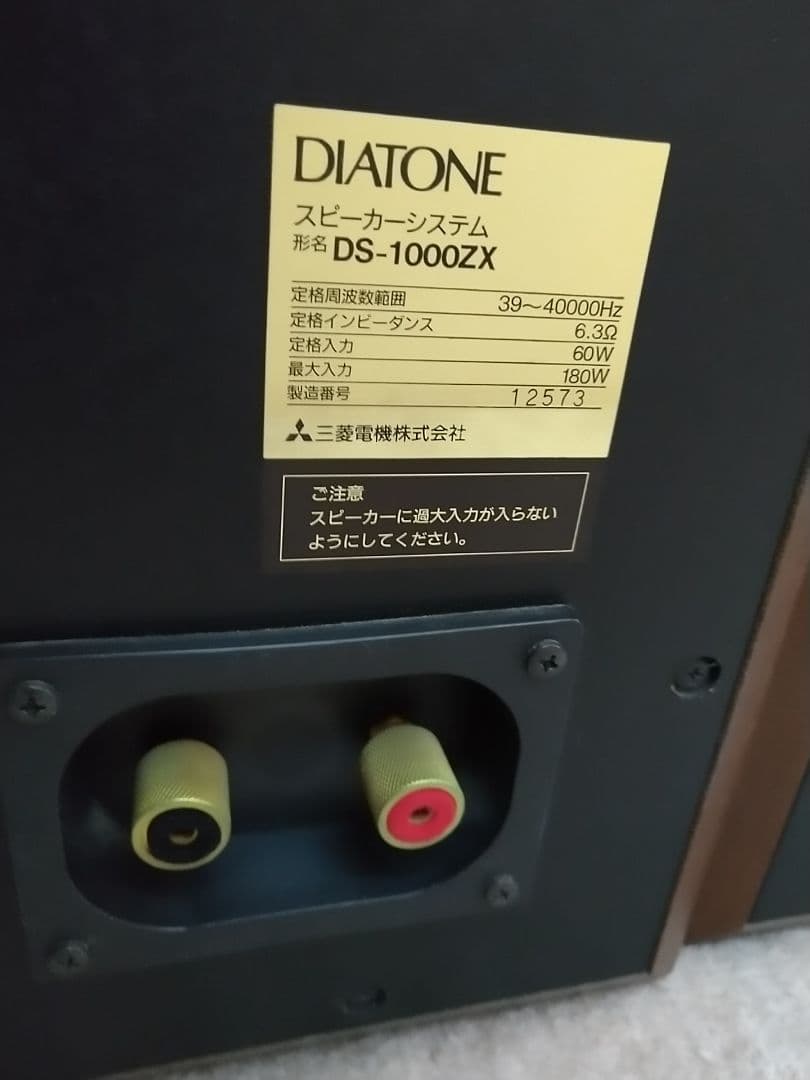 DIATONE
スピーカーシステム
形名 DS-1000ZX
定格周波数範囲 39～40000Hz
定格インピーダンス 6.3Ω
定格入力 60W
最大入力 180W
製造番号 12573
三菱電機株式会社
ご注意
スピーカーに過大入力が入らない
ようにしてください。